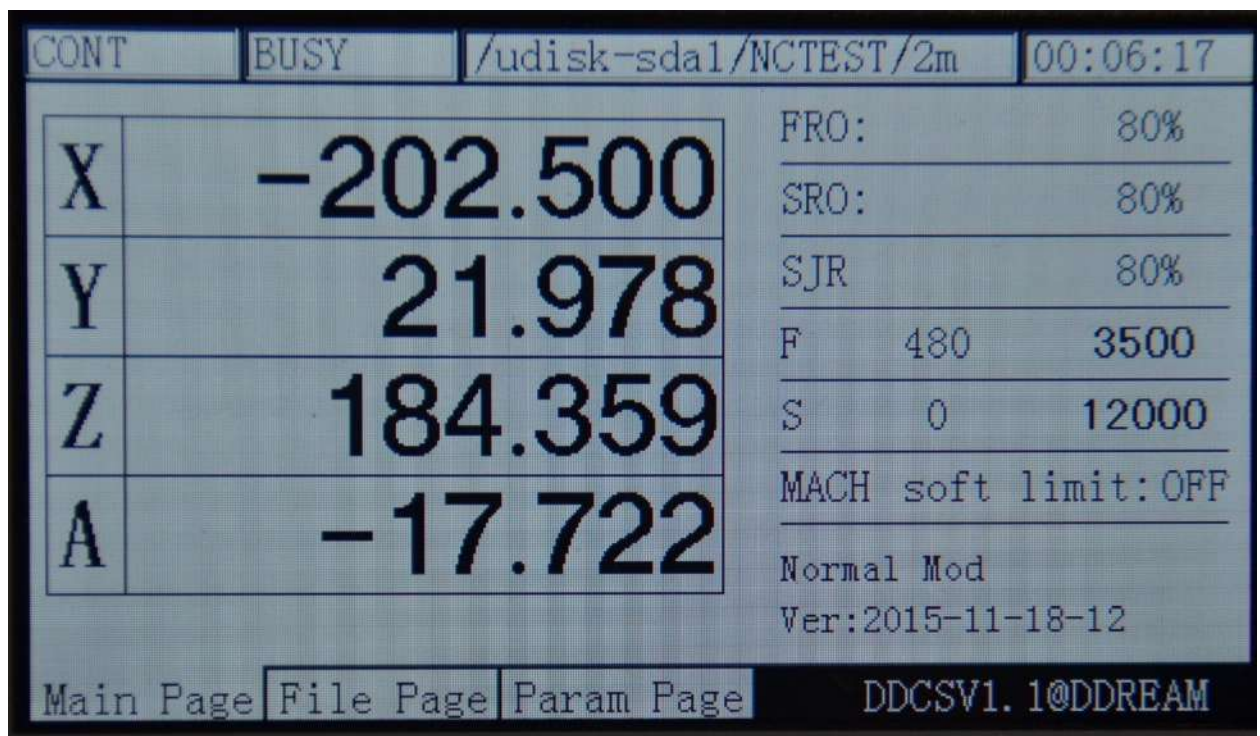 CONT BUSY /udisk-sda1/NCTEST/2m 00:06:17
X -202.500
Y 21.978
Z 184.359
A -17.722
FRO: 80%
SRO: 80%
SJR 80%
F 480 3500
S 0 12000
MACH soft limit:OFF
Normal Mod
Ver:2015-11-18-12
Main Page File Page Param Page DDCSV1.1@DDREAM